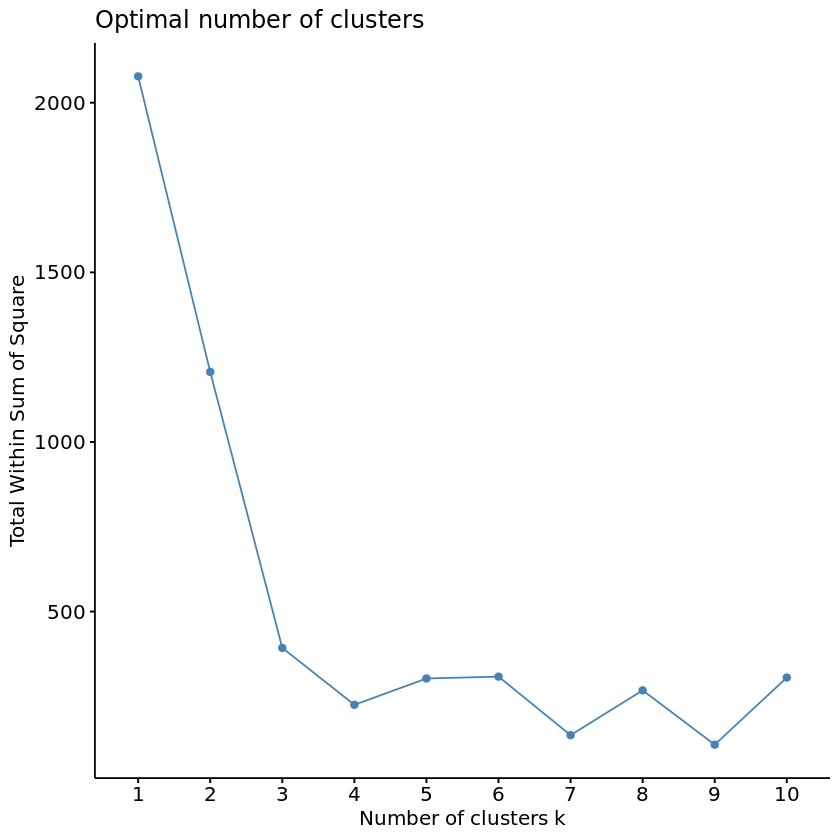 Optimal number of clusters
Total Within Sum of Square
2000
1500
1000
500
1 2 3 4 5 6 7 8 9 10
Number of clusters k